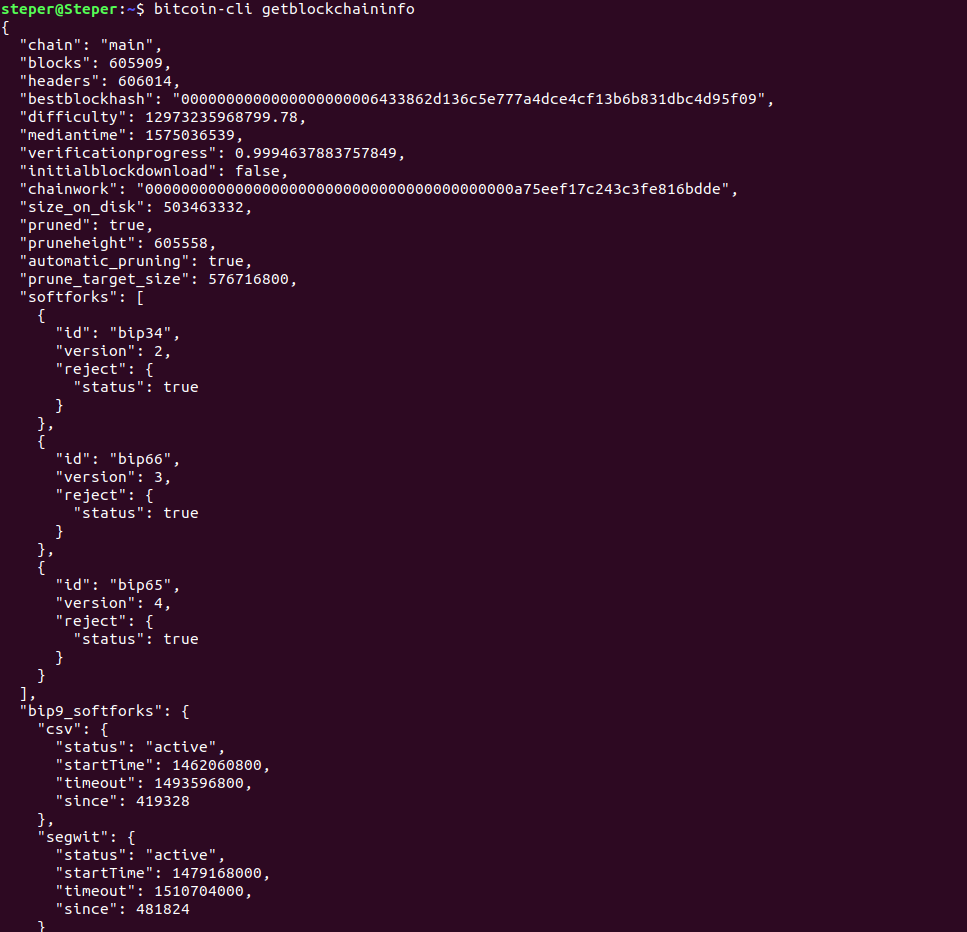 steper@Steper:~$ bitcoin-cli getblockchaininfo
{
  "chain": "main",
  "blocks": 605909,
  "headers": 606014,
  "bestblockhash": "0000000000000000000006433862d136c5e777a4dce4cf13b6b831dbc4d95f09",
  "difficulty": 12973235968799.78,
  "mediantime": 1575036539,
  "verificationprogress": 0.9994637883757849,
  "initialblockdownload": false,
  "chainwork": "00000000000000000000000000000000000000000a75eef17c243c3fe816bdde",
  "size_on_disk": 503463332,
  "pruned": true,
  "pruneheight": 605558,
  "automatic_pruning": true,
  "prune_target_size": 576716800,
  "softforks": [
    {
      "id": "bip34",
      "version": 2,
      "reject": {
        "status": true
      }
    },
    {
      "id": "bip66",
      "version": 3,
      "reject": {
        "status": true
      }
    },
    {
      "id": "bip65",
      "version": 4,
      "reject": {
        "status": true
      }
    }
  ],
  "bip9_softforks": {
    "csv": {
      "status": "active",
      "startTime": 1462060800,
      "timeout": 1493596800,
      "since": 419328
    },
    "segwit": {
      "status": "active",
      "startTime": 1479168000,
      "timeout": 1510704000,
      "since": 481824
    }